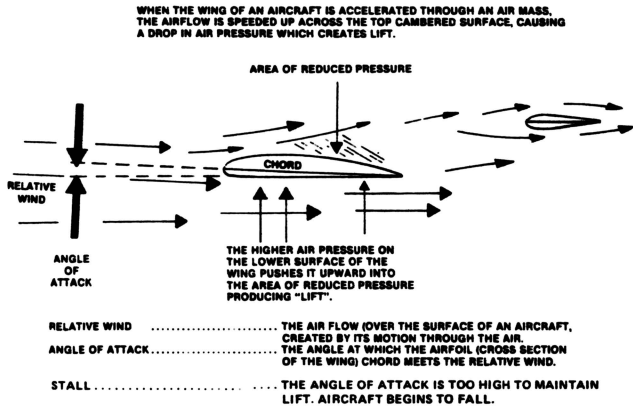 WHEN THE WING OF AN AIRCRAFT IS ACCELERATED THROUGH AN AIR MASS,
THE AIRFLOW IS SPEEDED UP ACROSS THE TOP CAMBERED SURFACE, CAUSING
A DROP IN AIR PRESSURE WHICH CREATES LIFT.
AREA OF REDUCED PRESSURE
CHORD
RELATIVE
WIND
ANGLE
OF
ATTACK
THE HIGHER AIR PRESSURE ON
THE LOWER SURFACE OF THE
WING PUSHES IT UPWARD INTO
THE AREA OF REDUCED PRESSURE
PRODUCING "LIFT".
RELATIVE WIND ........................ THE AIR FLOW (OVER THE SURFACE OF AN AIRCRAFT,
CREATED BY ITS MOTION THROUGH THE AIR.
ANGLE OF ATTACK........................ THE ANGLE AT WHICH THE AIRFOIL (CROSS SECTION
OF THE WING) CHORD MEETS THE RELATIVE WIND.
STALL........................ THE ANGLE OF ATTACK IS TOO HIGH TO MAINTAIN
LIFT. AIRCRAFT BEGINS TO FALL.